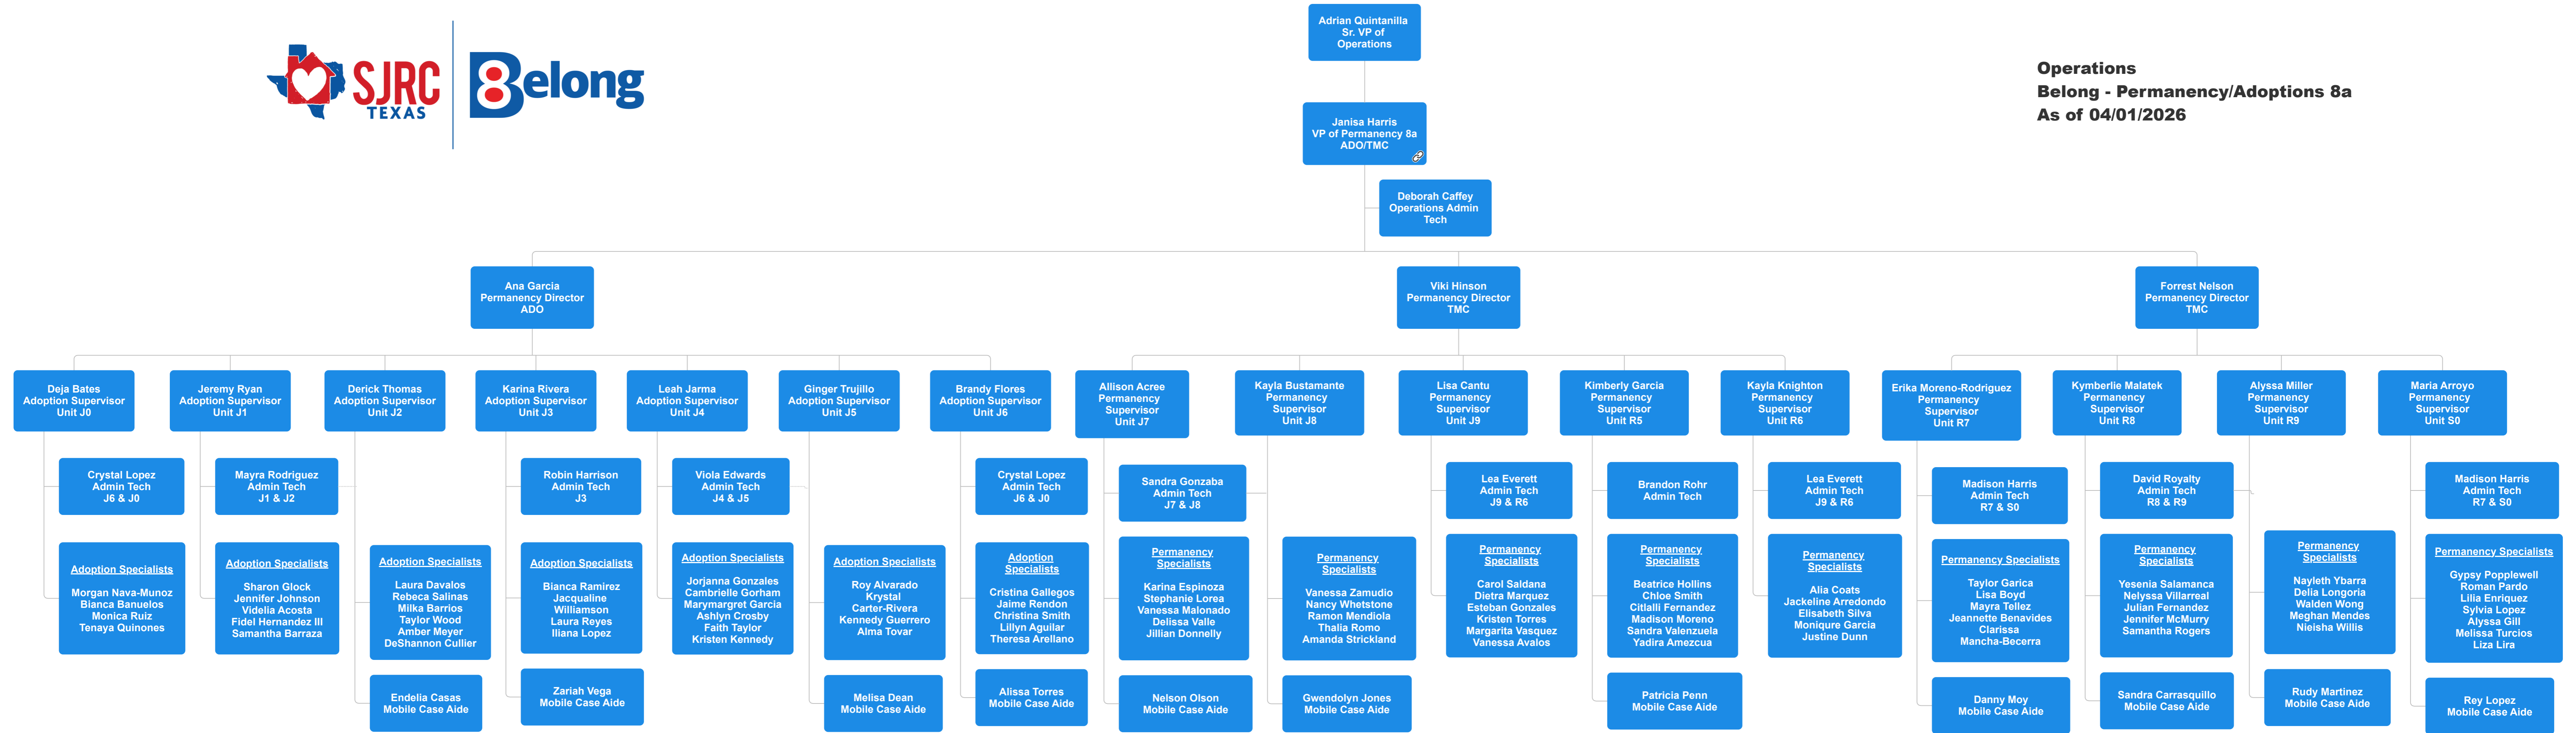 SJRC
TEXAS
Belong
Operations
Belong - Permanency/Adoptions 8a
As of 04/01/2026
Adrian Quintanilla
Sr. VP of
Operations
Janisa Harris
VP of Permanency 8a
ADO/TMC
Deborah Caffey
Operations Admin
Tech
Ana Garcia
Permanency Director
ADO
Viki Hinson
Permanency Director
TMC
Forrest Nelson
Permanency Director
TMC
Deja Bates
Adoption Supervisor
Unit J0
Jeremy Ryan
Adoption Supervisor
Unit J1
Derick Thomas
Adoption Supervisor
Unit J2
Karina Rivera
Adoption Supervisor
Unit J3
Leah Jarma
Adoption Supervisor
Unit J4
Ginger Trujillo
Adoption Supervisor
Unit J5
Brandy Flores
Adoption Supervisor
Unit J6
Allison Acree
Permanency
Supervisor
Unit J7
Kayla Bustamante
Permanency
Supervisor
Unit J8
Lisa Cantu
Permanency
Supervisor
Unit J9
Kimberly Garcia
Permanency
Supervisor
Unit R5
Kayla Knighton
Permanency
Supervisor
Unit R6
Erika Moreno-Rodriguez
Permanency
Supervisor
Unit R7
Kymberlie Malatek
Permanency
Supervisor
Unit R8
Alyssa Miller
Permanency
Supervisor
Unit R9
Maria Arroyo
Permanency
Supervisor
Unit S0
Crystal Lopez
Admin Tech
J6 & J0
Mayra Rodriguez
Admin Tech
J1 & J2
Robin Harrison
Admin Tech
J3
Viola Edwards
Admin Tech
J4 & J5
Crystal Lopez
Admin Tech
J6 & J0
Sandra Gonzaba
Admin Tech
J7 & J8
Lea Everett
Admin Tech
J9 & R6
Brandon Rohr
Admin Tech
Lea Everett
Admin Tech
J9 & R6
Madison Harris
Admin Tech
R7 & S0
David Royalty
Admin Tech
R8 & R9
Madison Harris
Admin Tech
R7 & S0
Adoption Specialists
Morgan Nava-Munoz
Bianca Banuelos
Monica Ruiz
Tenaya Quinones
Adoption Specialists
Sharon Glock
Jennifer Johnson
Videlia Acosta
Fidel Hernandez III
Samantha Barraza
Adoption Specialists
Laura Davalos
Rebeca Salinas
Milka Barrios
Taylor Wood
Amber Meyer
DeShannon Cullier
Adoption Specialists
Bianca Ramirez
Jacqualine
Williamson
Laura Reyes
Iliana Lopez
Adoption Specialists
Jorjanna Gonzales
Cambrielle Gorham
Marymargret Garcia
Ashlyn Crosby
Faith Taylor
Kristen Kennedy
Adoption Specialists
Roy Alvarado
Krystal
Carter-Rivera
Kennedy Guerrero
Alma Tovar
Adoption
Specialists
Cristina Gallegos
Jaime Rendon
Christina Smith
Lillyn Aguilar
Theresa Arellano
Permanency
Specialists
Karina Espinoza
Stephanie Lorea
Vanessa Malonado
Delissa Valle
Jillian Donnelly
Permanency
Specialists
Vanessa Zamudio
Nancy Whetstone
Ramon Mendiola
Thalia Romo
Amanda Strickland
Permanency
Specialists
Carol Saldana
Dietra Marquez
Esteban Gonzales
Kristen Torres
Margarita Vasquez
Vanessa Avalos
Permanency
Specialists
Beatrice Hollins
Chloe Smith
Citlalli Fernandez
Madison Moreno
Sandra Valenzuela
Yadira Amezcua
Permanency
Specialists
Alia Coats
Jackeline Arredondo
Elisabeth Silva
Moniqure Garcia
Justine Dunn
Permanency Specialists
Taylor Garica
Lisa Boyd
Mayra Tellez
Jeannette Benavides
Clarissa
Mancha-Becerra
Permanency
Specialists
Yesenia Salamanca
Nelyssa Villarreal
Julian Fernandez
Jennifer McMurry
Samantha Rogers
Permanency
Specialists
Nayleth Ybarra
Delia Longoria
Walden Wong
Meghan Mendes
Nieisha Willis
Permanency Specialists
Gypsy Popplewell
Roman Pardo
Lilia Enriquez
Sylvia Lopez
Alyssa Gill
Melissa Turcios
Liza Lira
Endelia Casas
Mobile Case Aide
Zariah Vega
Mobile Case Aide
Melisa Dean
Mobile Case Aide
Alissa Torres
Mobile Case Aide
Nelson Olson
Mobile Case Aide
Gwendolyn Jones
Mobile Case Aide
Patricia Penn
Mobile Case Aide
Danny Moy
Mobile Case Aide
Sandra Carrasquillo
Mobile Case Aide
Rudy Martinez
Mobile Case Aide
Rey Lopez
Mobile Case Aide